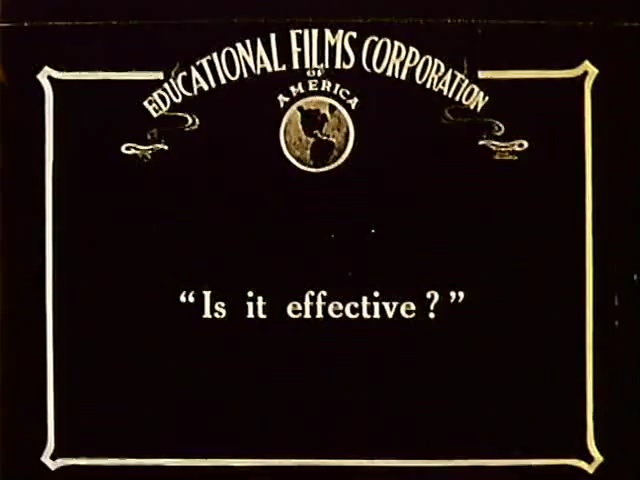 EDUCATIONAL FILMS CORPORATION
OF
AMERICA
“Is it effective?”